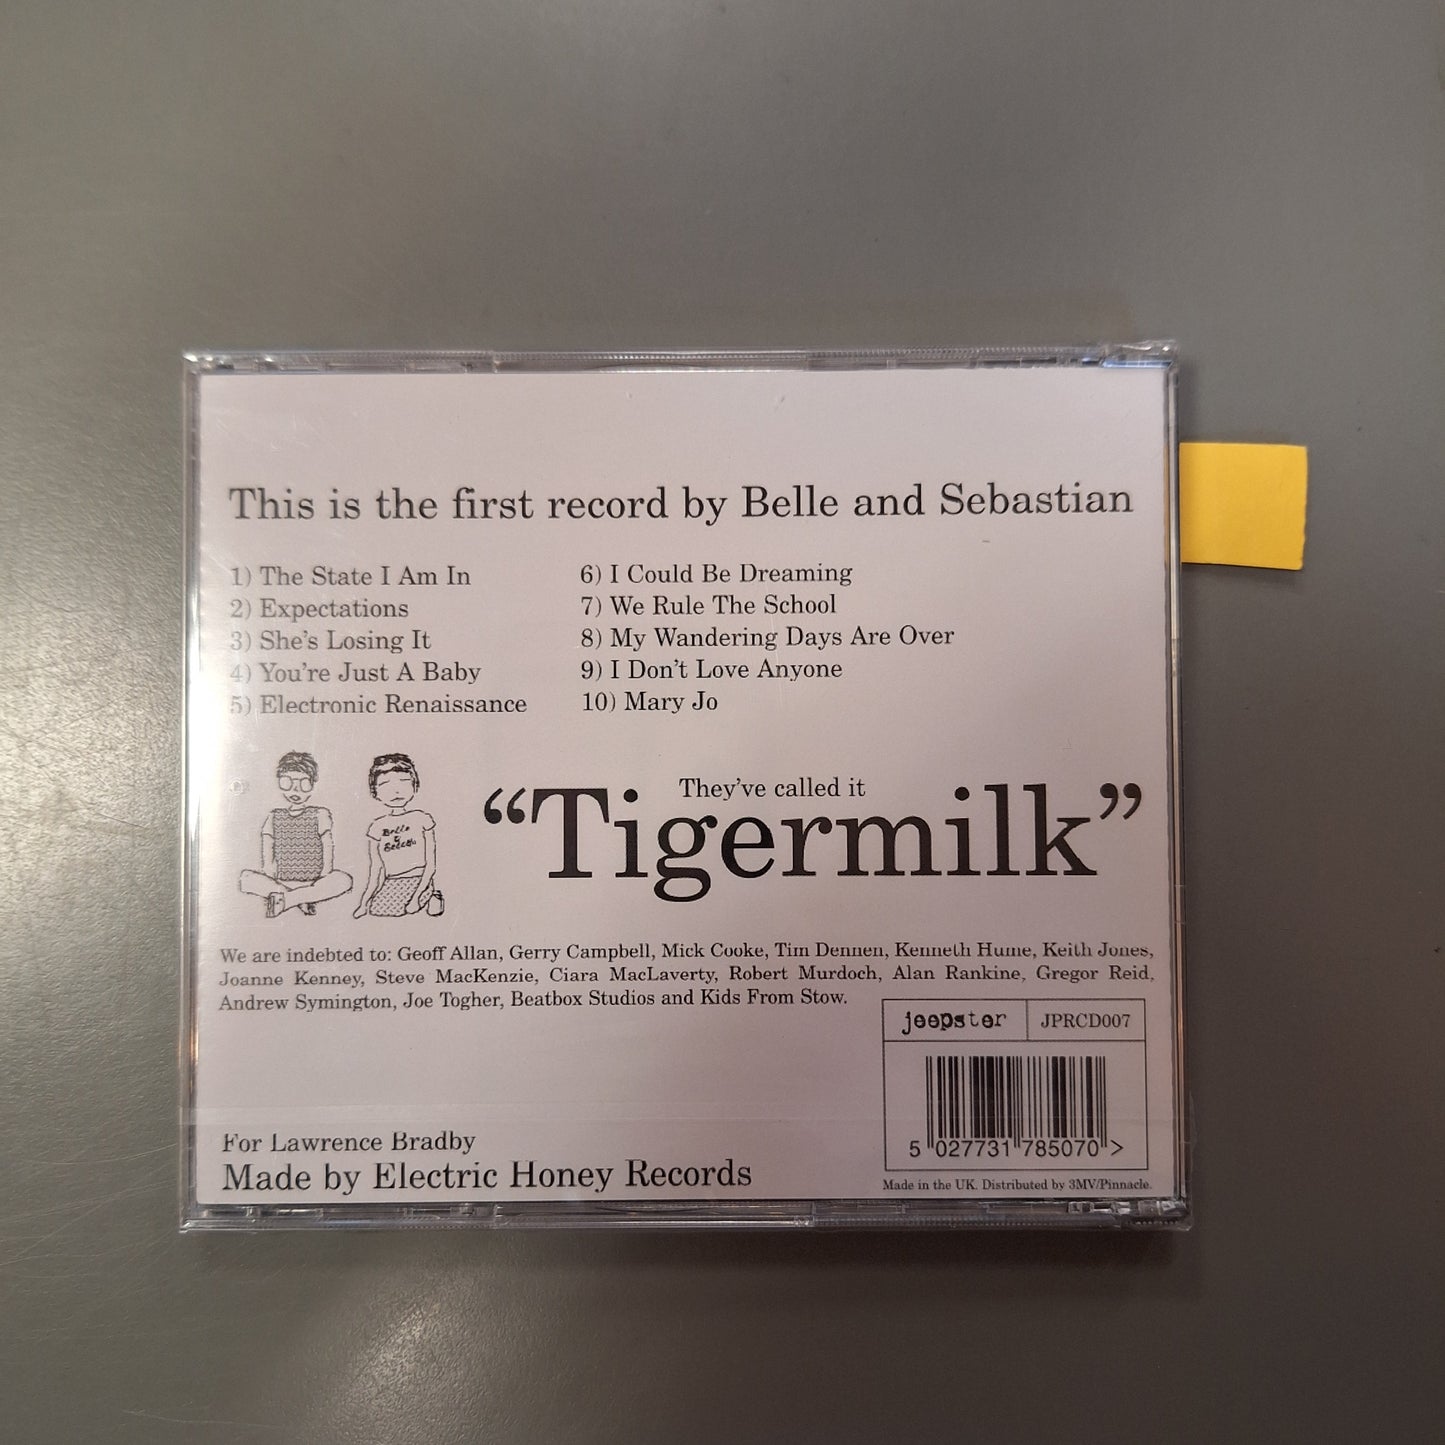 This is the first record by Belle and Sebastian
1) The State I Am In
2) Expectations
3) She's Losing It
4) You're Just A Baby
5) Electronic Renaissance
6) I Could Be Dreaming
7) We Rule The School
8) My Wandering Days Are Over
9) I Don't Love Anyone
10) Mary Jo
They've called it
“Tigermilk”
Belle
&
We are indebted to: Geoff Allan, Gerry Campbell, Mick Cooke, Tim Dennen, Kenneth Hume, Keith Jones,
Joanne Kenney, Steve MacKenzie, Ciara MacLaverty, Robert Murdoch, Alan Rankine, Gregor Reid,
Andrew Symington, Joe Togher, Beatbox Studios and Kids From Stow.
jeepster JPRCD007
5 027731 785070 >
Made in the UK. Distributed by 3MV/Pinnacle.
For Lawrence Bradby
Made by Electric Honey Records